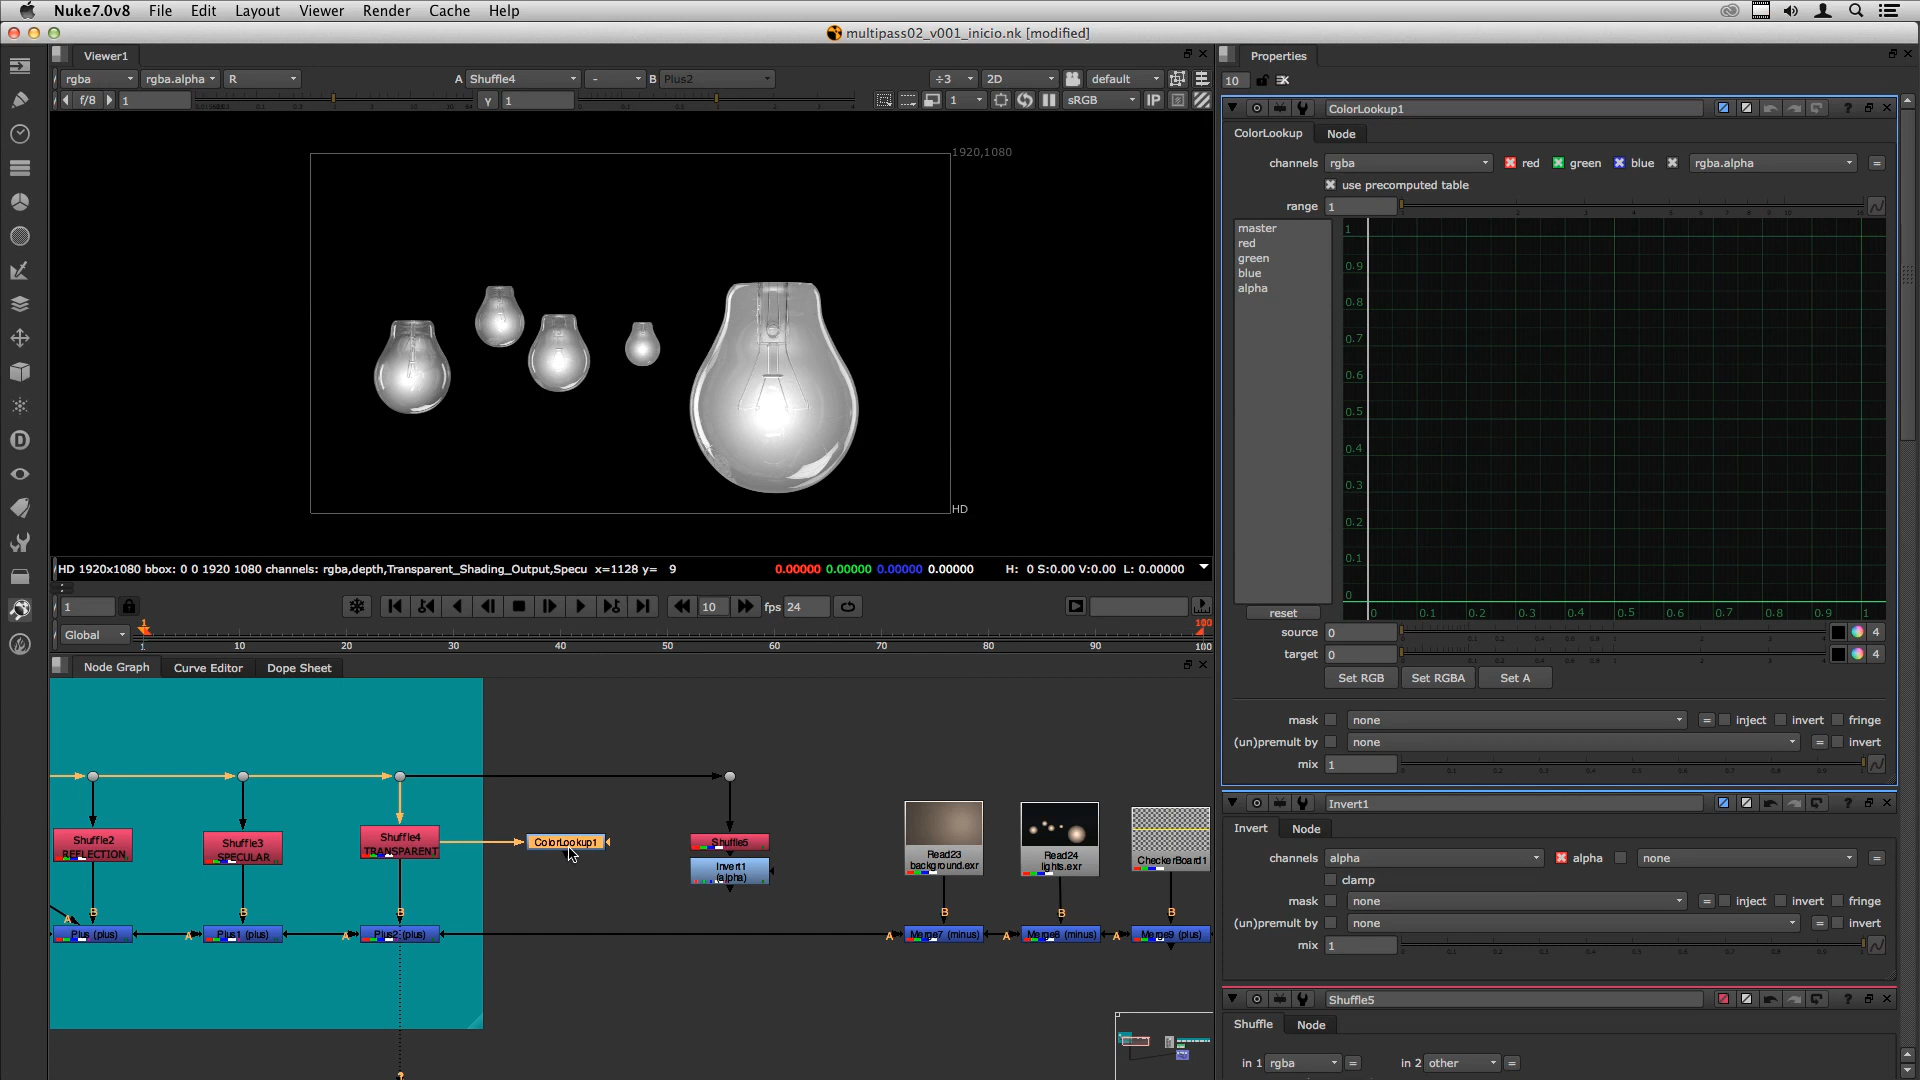 Nuke7.0v8 File Edit Layout Viewer Render Cache Help
multipass02_v001_inicio.nk [modified]
Viewer1
rgba rgba.alpha R A Shuffle4 - B Plus2 ÷3 2D default
f/8 1 γ 1 1 sRGB IP
1920,1080
HD
HD 1920x1080 bbox: 0 0 1920 1080 channels: rgba,depth,Transparent_Shading_Output,Specu x=1128 y= 9 0.00000 0.00000 0.00000 0.00000 H: 0 S:0.00 V:0.00 L: 0.00000
1 10 fps 24
Global 1 100
1 10 20 30 40 50 60 70 80 90 100
Node Graph Curve Editor Dope Sheet
Shuffle2
REFLECTION
Shuffle3
SPECULAR
Shuffle4
TRANSPARENT
ColorLookup1
Shuffle5
Invert1
(alpha)
Read23
background.exr
Read24
lights.exr
CheckerBoard1
A B B B B B B
Plus (plus) A Plus1 (plus) A Plus2 (plus) A Merge7 (minus) A Merge8 (minus) A Merge9 (plus)
Properties
10
ColorLookup1
ColorLookup Node
channels rgba red green blue rgba.alpha =
use precomputed table
range 1
master
red
green
blue
alpha
1
0.9
0.8
0.7
0.6
0.5
0.4
0.3
0.2
0.1
0
0 0.1 0.2 0.3 0.4 0.5 0.6 0.7 0.8 0.9 1
reset
source 0 4
target 0 4
Set RGB Set RGBA Set A
mask none = inject invert fringe
(un)premult by none = invert
mix 1
Invert1
Invert Node
channels alpha alpha none =
clamp
mask none = inject invert fringe
(un)premult by none = invert
mix 1
Shuffle5
Shuffle Node
in 1 rgba = in 2 other =